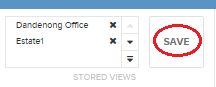 Dandenong Office
Estate1
SAVE
STORED VIEWS